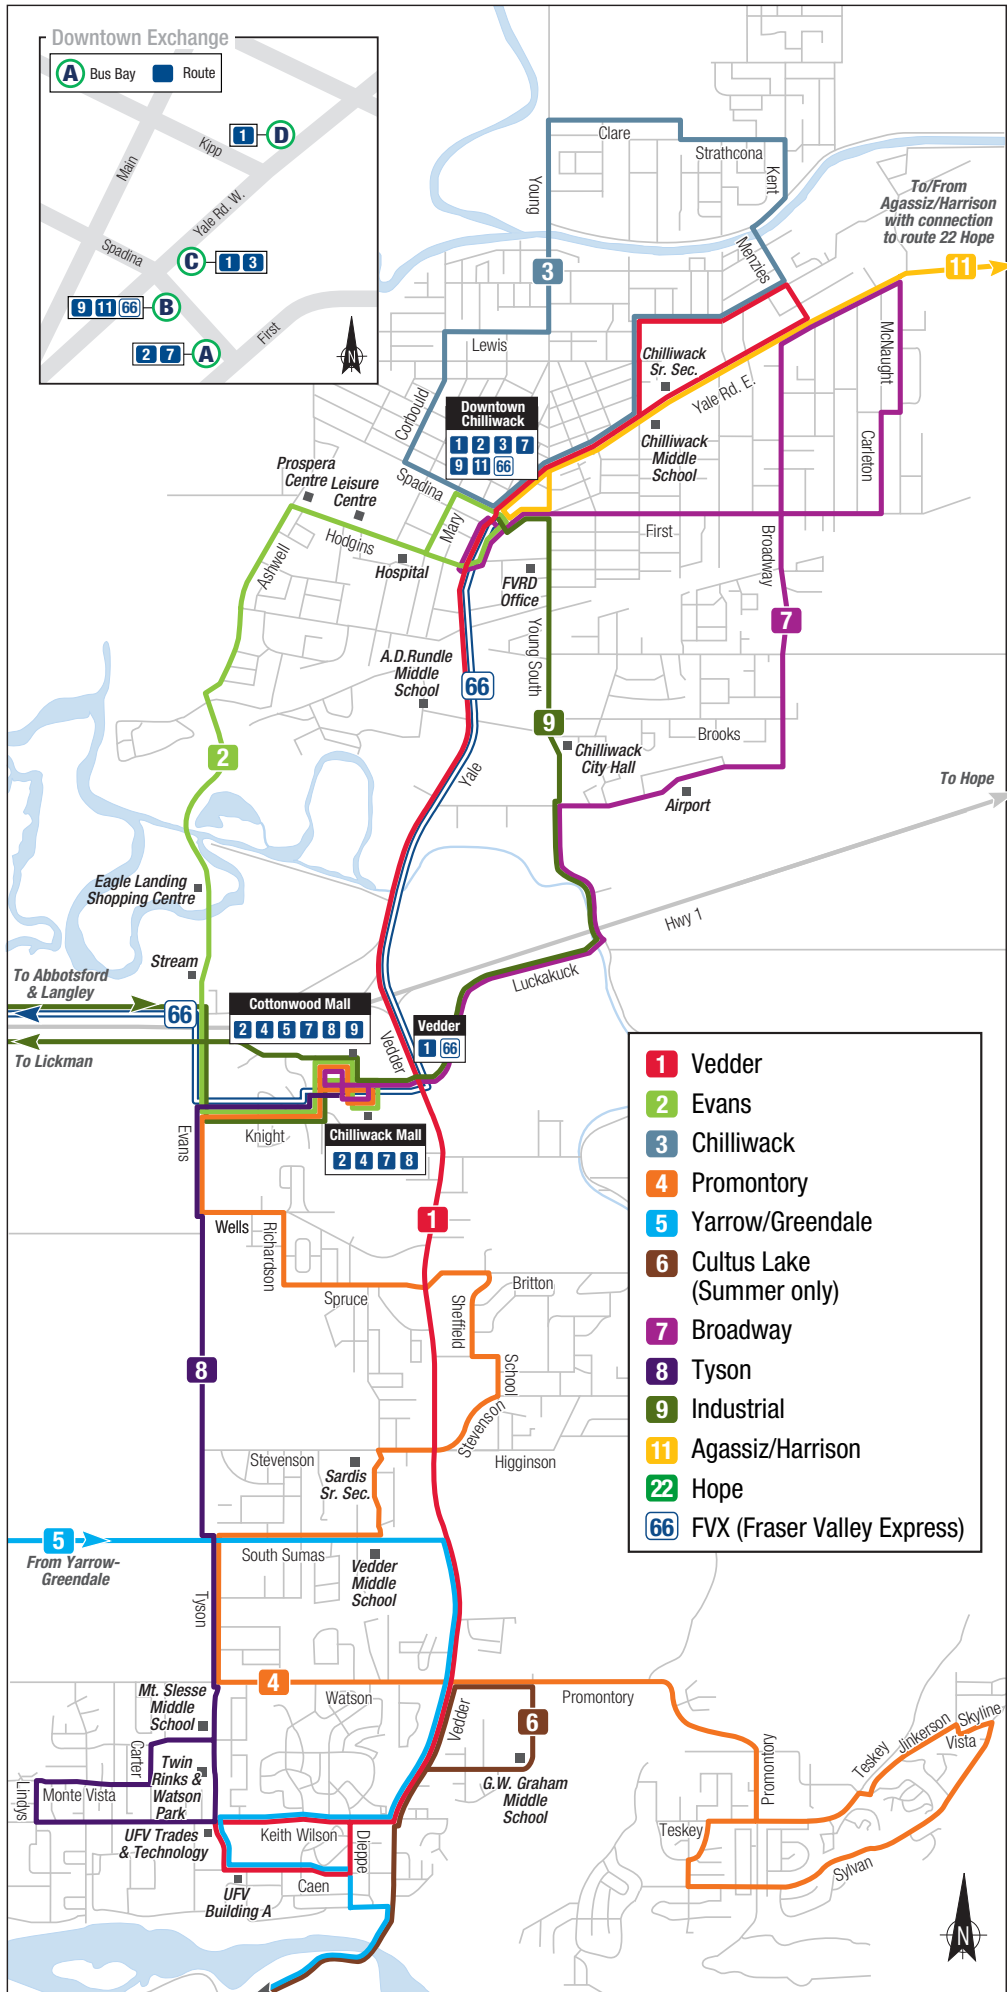 Downtown Exchange
A Bus Bay
Route
1 D
Kipp
Main
Yale Rd. W.
Spadina
C 1 3
9 11 66 B
2 7 A
First
N
Clare
Strathcona
Kent
Young
Menzies
To/From
Agassiz/Harrison
with connection
to route 22 Hope
11
3
Lewis
McNaught
Chilliwack
Sr. Sec.
Yale Rd. E.
Corbould
Downtown
Chilliwack
1 2 3 7
9 11 66
Chilliwack
Middle
School
Carleton
Prospera
Centre
Leisure
Centre
Spadina
Mary
First
Hodgins
Hospital
Ashwell
FVRD
Office
Broadway
7
Young South
A.D.Rundle
Middle
School
66
9
Brooks
Chilliwack
City Hall
2
Yale
Airport
To Hope
Eagle Landing
Shopping Centre
Hwy 1
Stream
Luckakuck
To Abbotsford
& Langley
66
Cottonwood Mall
2 4 5 7 8 9
Vedder
1 66
Vedder
To Lickman
Evans
Knight
Chilliwack Mall
2 4 7 8
1
Wells
Richardson
Britton
Spruce
Sheffield
School
8
Stevenson
Stevenson
Higginson
Sardis
Sr. Sec.
5
From Yarrow-
Greendale
South Sumas
Vedder
Middle
School
Tyson
4
Watson
Promontory
Mt. Slesse
Middle
School
Vedder
6
Skyline
Jinkerson
Vista
Teskey
Promontory
Carter
Twin
Rinks &
Watson
Park
Lindys
Monte Vista
G.W. Graham
Middle
School
UFV Trades
& Technology
Keith Wilson
Dieppe
Teskey
Sylvan
Caen
UFV
Building A
N
1 Vedder
2 Evans
3 Chilliwack
4 Promontory
5 Yarrow/Greendale
6 Cultus Lake
(Summer only)
7 Broadway
8 Tyson
9 Industrial
11 Agassiz/Harrison
22 Hope
66 FVX (Fraser Valley Express)